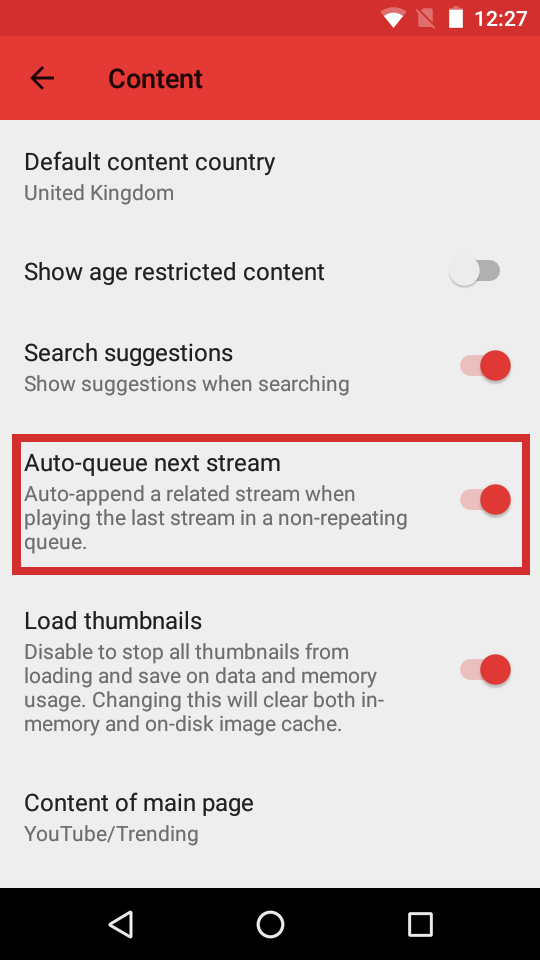 12:27
Content
Default content country
United Kingdom
Show age restricted content
Search suggestions
Show suggestions when searching
Auto-queue next stream
Auto-append a related stream when
playing the last stream in a non-repeating
queue.
Load thumbnails
Disable to stop all thumbnails from
loading and save on data and memory
usage. Changing this will clear both in-
memory and on-disk image cache.
Content of main page
YouTube/Trending